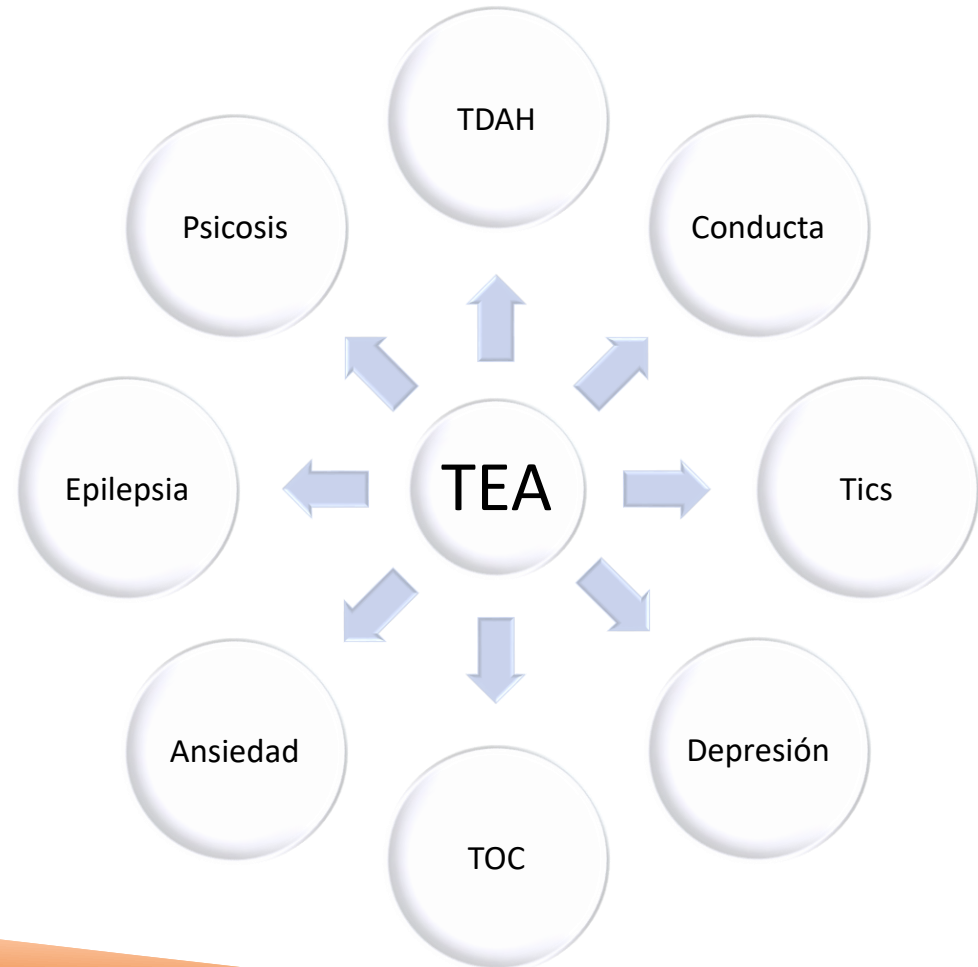 TDAH
Psicosis
Conducta
Epilepsia
TEA
Tics
Ansiedad
Depresión
TOC